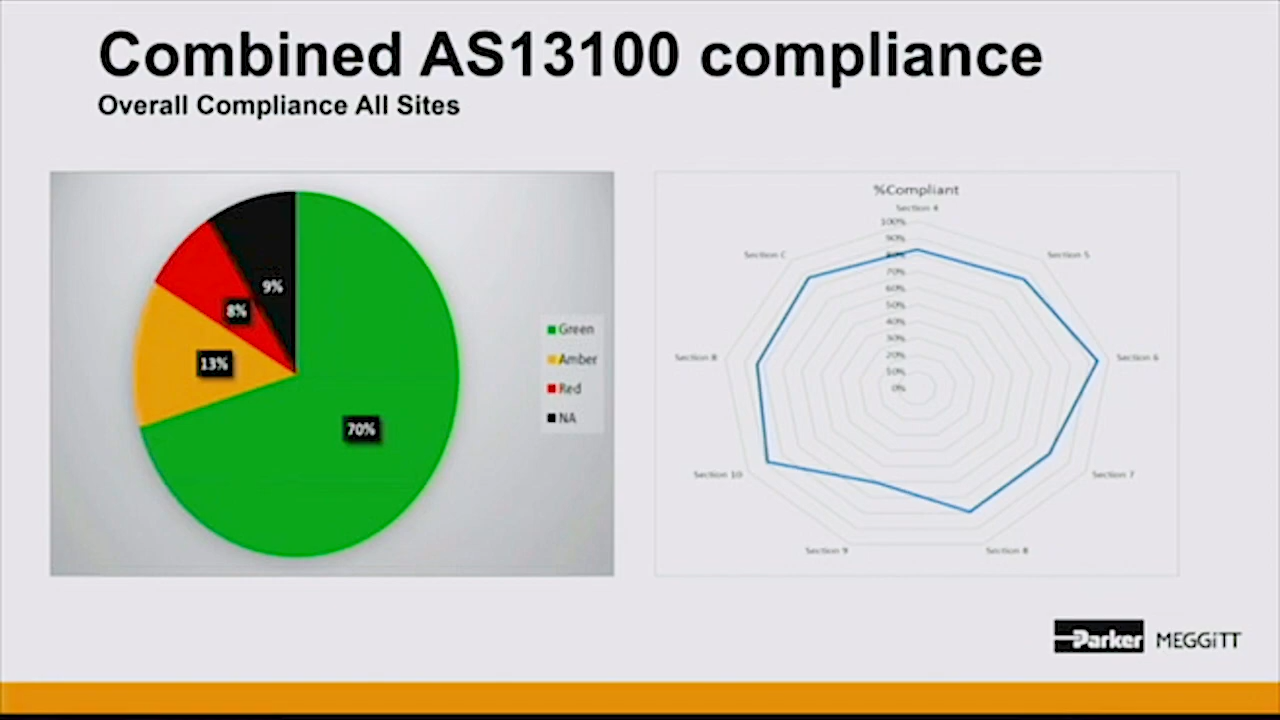 Combined AS13100 compliance
Overall Compliance All Sites
9%
8%
13%
70%
Green
Amber
Red
NA
%Compliant
Section 4
100%
90%
80%
70%
60%
50%
40%
30%
20%
10%
0%
Section C
Section 5
Section B
Section 6
Section 10
Section 7
Section 9
Section 8
Parker MEGGiTT